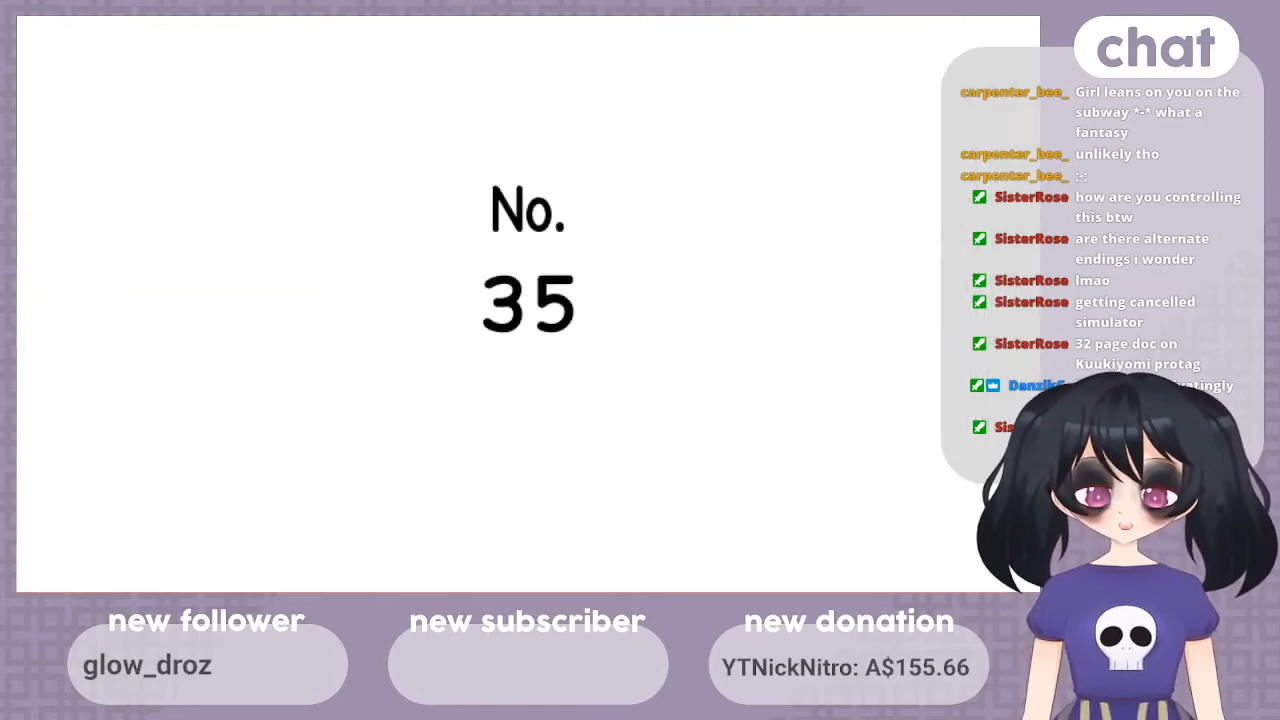 No.
35
chat
carpenter_bee_ Girl leans on you on the
subway *-* what a
fantasy
carpenter_bee_ unlikely tho
carpenter_bee_ ;-;
SisterRose how are you controlling
this btw
SisterRose are there alternate
endings i wonder
SisterRose lmao
SisterRose getting cancelled
simulator
SisterRose 32 page doc on
Kuukiyomi protag
new follower
new subscriber
new donation
glow_droz
YTNickNitro: A$155.66